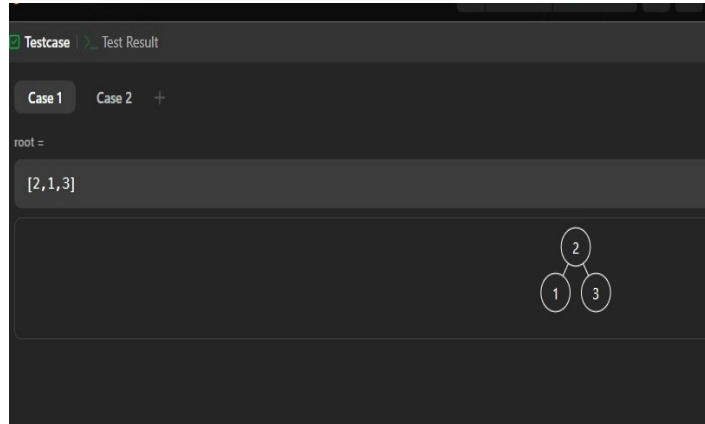 Testcase | >_ Test Result
Case 1 Case 2 +
root =
[2,1,3]
2
1 3